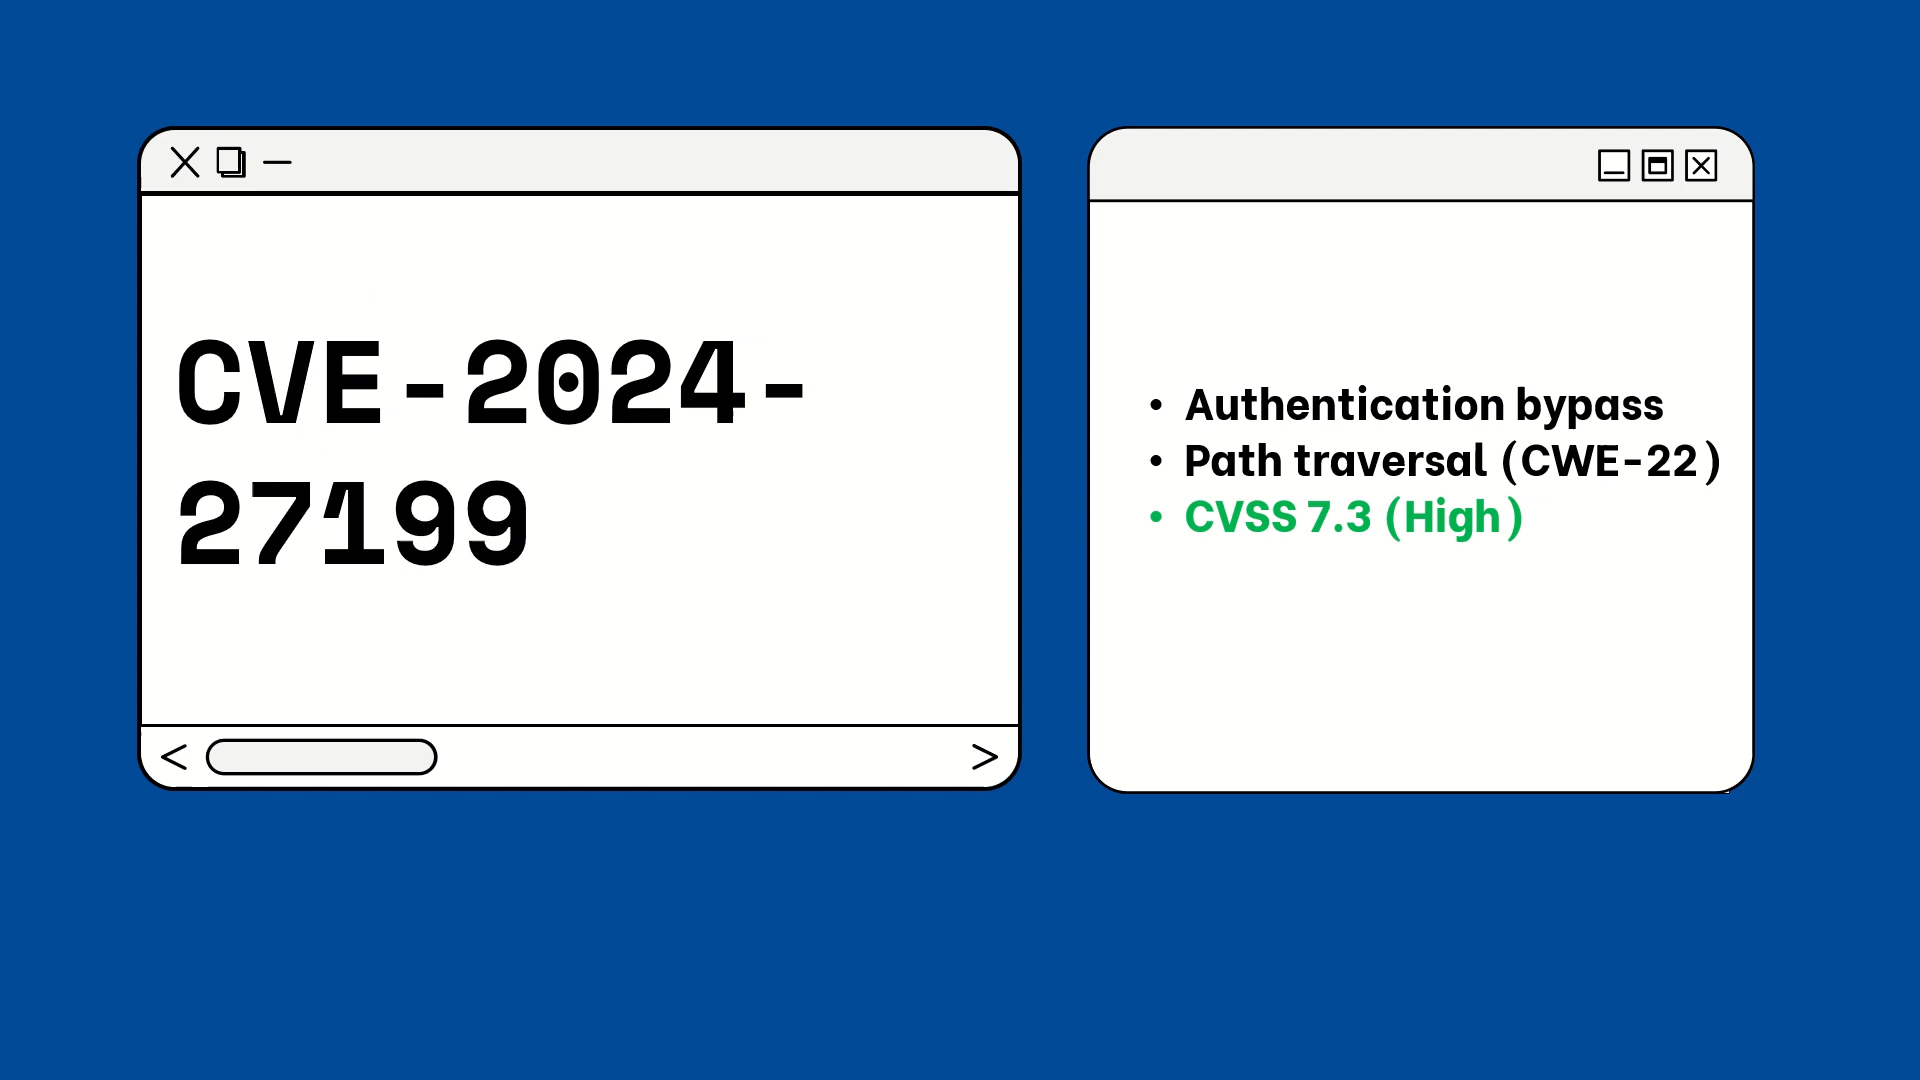 CVE-2024-
27199
• Authentication bypass
• Path traversal (CWE-22)
• CVSS 7.3 (High)